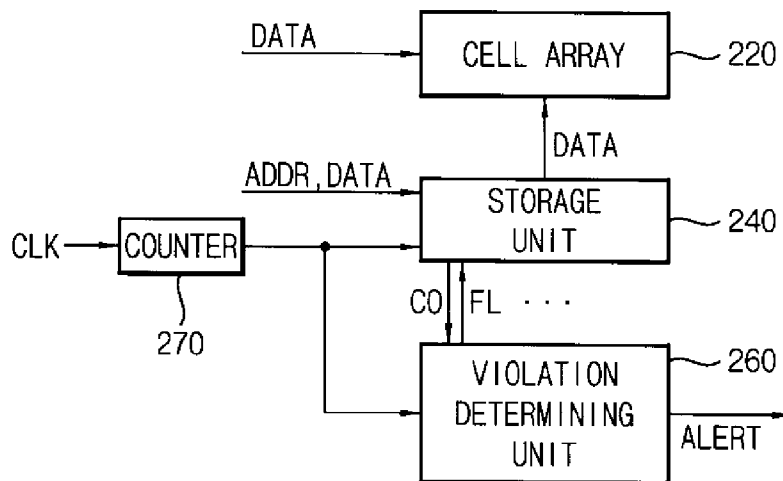 DATA
CELL ARRAY
220
DATA
ADDR, DATA
STORAGE
UNIT
240
CLK
COUNTER
270
CO
FL
...
VIOLATION
DETERMINING
UNIT
260
ALERT